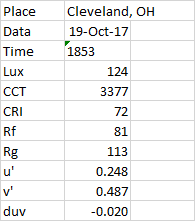 Place Cleveland, OH
Data 19-Oct-17
Time 1853
Lux 124
CCT 3377
CRI 72
Rf 81
Rg 113
u' 0.248
v' 0.487
duv -0.020